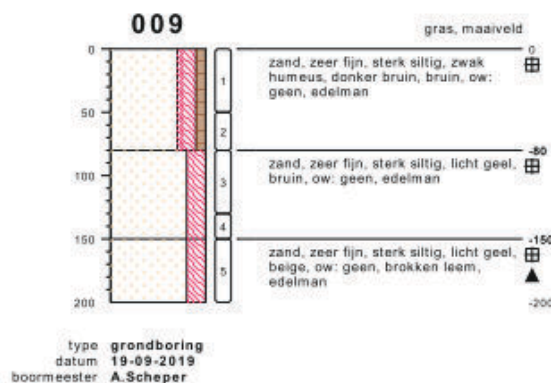 009
gras, maaiveld
0
0
zand, zeer fijn, sterk siltig, zwak
humeus, donker bruin, bruin, ow:
geen, edelman
1
50
2
-80
zand, zeer fijn, sterk siltig, licht geel,
bruin, ow: geen, edelman
100
3
4
150
-150
zand, zeer fijn, sterk siltig, licht geel,
beige, ow: geen, brokken leem,
edelman
5
200
-200
type grondboring
datum 19-09-2019
boormeester A.Scheper